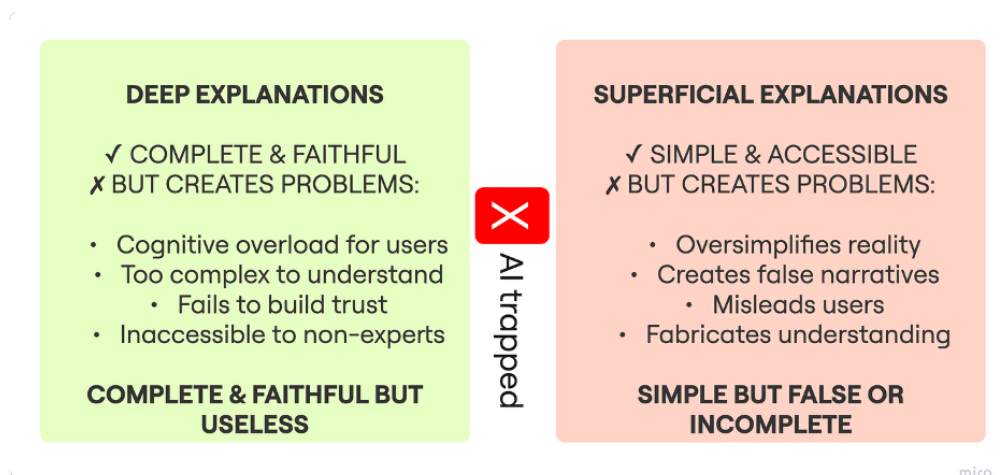 DEEP EXPLANATIONS
✓ COMPLETE & FAITHFUL
✗ BUT CREATES PROBLEMS:
• Cognitive overload for users
• Too complex to understand
• Fails to build trust
• Inaccessible to non-experts
COMPLETE & FAITHFUL BUT
USELESS
X
AI trapped
SUPERFICIAL EXPLANATIONS
✓ SIMPLE & ACCESSIBLE
✗ BUT CREATES PROBLEMS:
• Oversimplifies reality
• Creates false narratives
• Misleads users
• Fabricates understanding
SIMPLE BUT FALSE OR
INCOMPLETE
miro